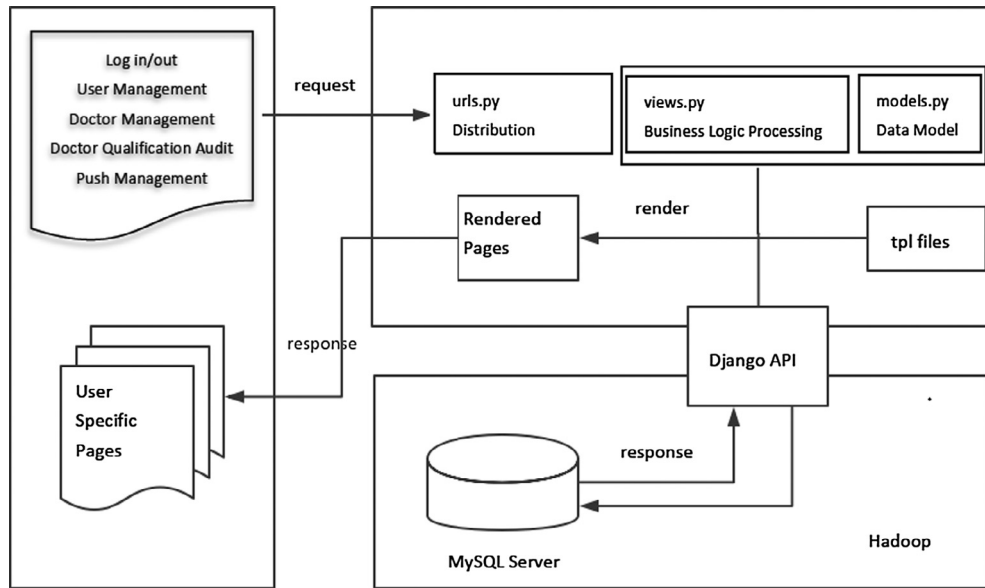 Log in/out
User Management
Doctor Management
Doctor Qualification Audit
Push Management
request
urls.py
Distribution
views.py
Business Logic Processing
models.py
Data Model
Rendered
Pages
render
tpl files
response
User
Specific
Pages
Django API
response
MySQL Server
Hadoop